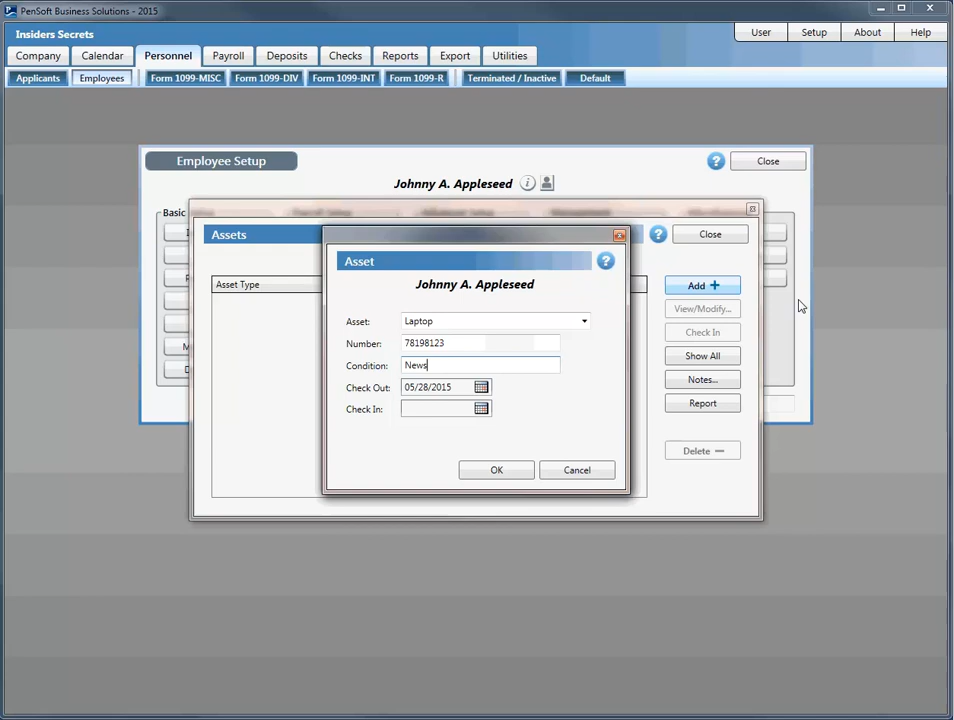 PenSoft Business Solutions - 2015
Insiders Secrets
User Setup About Help
Company Calendar Personnel Payroll Deposits Checks Reports Export Utilities
Applicants Employees Form 1099-MISC Form 1099-DIV Form 1099-INT Form 1099-R Terminated / Inactive Default
Employee Setup ? Close
Johnny A. Appleseed i
Basic
Assets ? Close
Asset ?
Johnny A. Appleseed
Asset Type
Add +
View/Modify...
Asset: Laptop
Check In
Number: 78198123
Show All
Condition: News
Notes...
Check Out: 05/28/2015
Report
Check In:
Delete −
OK Cancel